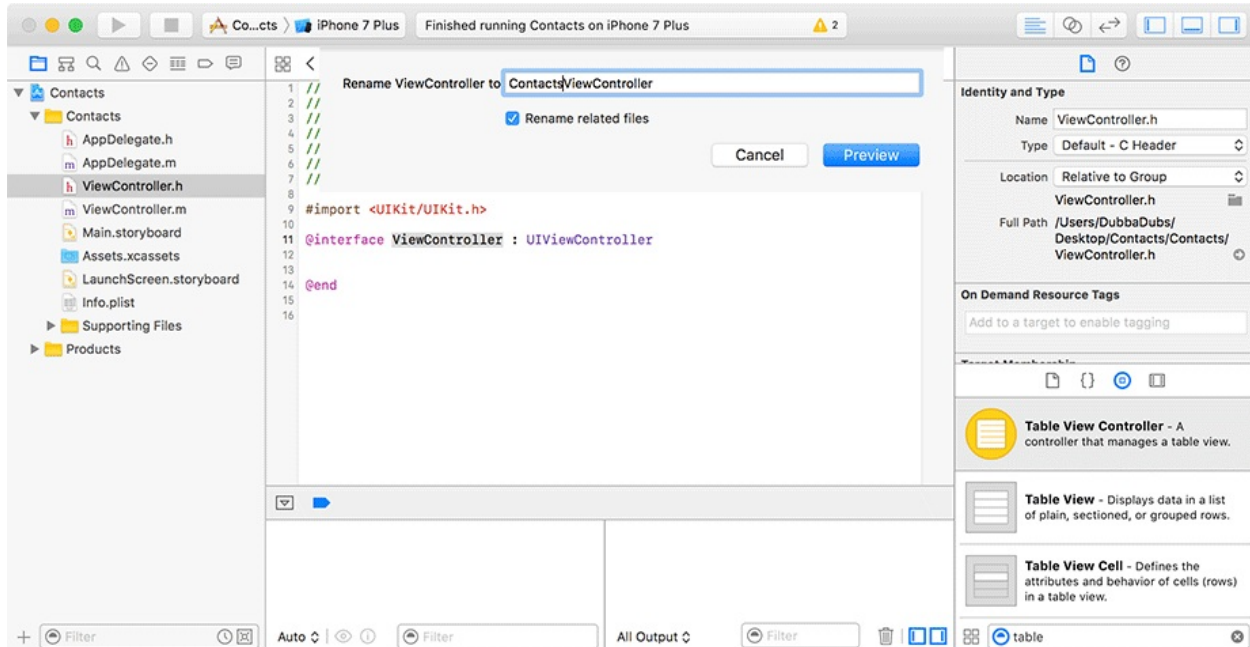 Co...cts
iPhone 7 Plus
Finished running Contacts on iPhone 7 Plus
2
Contacts
Contacts
AppDelegate.h
AppDelegate.m
ViewController.h
ViewController.m
Main.storyboard
Assets.xcassets
LaunchScreen.storyboard
Info.plist
Supporting Files
Products
Filter
Rename ViewController to ContactsViewController
Rename related files
Cancel
Preview
1 //
2 //
3 //
4 //
5 //
6 //
7 //
8
9 #import <UIKit/UIKit.h>
10
11 @interface ViewController : UIViewController
12
13
14 @end
15
16
Auto
Filter
All Output
Filter
Identity and Type
Name ViewController.h
Type Default - C Header
Location Relative to Group
ViewController.h
Full Path /Users/DubbaDubs/
Desktop/Contacts/Contacts/
ViewController.h
On Demand Resource Tags
Add to a target to enable tagging
Target Membership
{}
Table View Controller - A
controller that manages a table view.
Table View - Displays data in a list
of plain, sectioned, or grouped rows.
Table View Cell - Defines the
attributes and behavior of cells (rows)
in a table view.
table